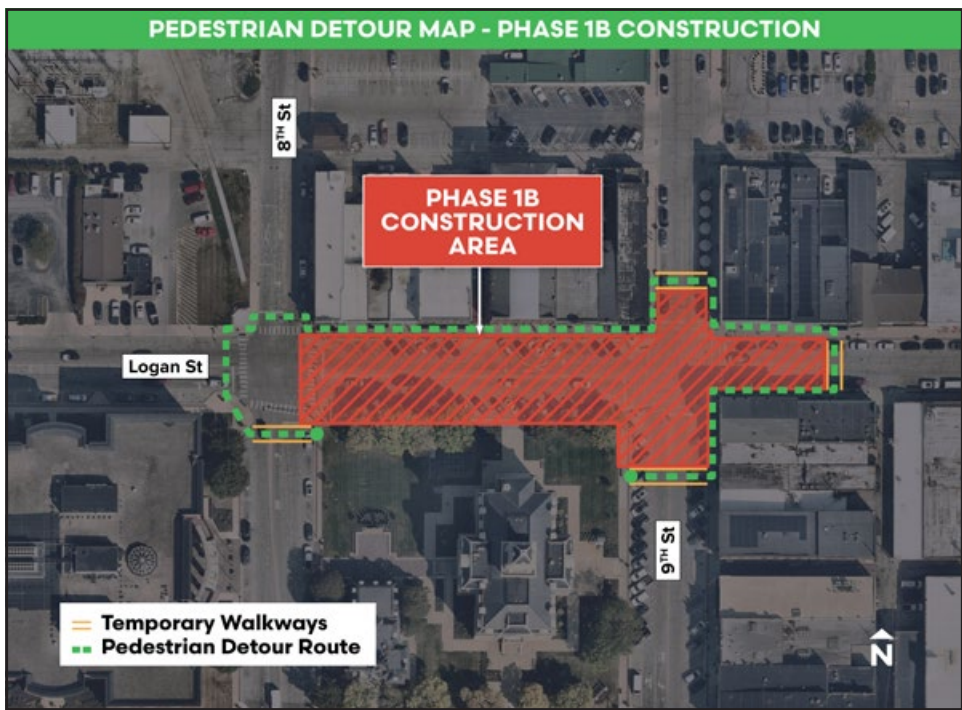 PEDESTRIAN DETOUR MAP - PHASE 1B CONSTRUCTION
8TH St
PHASE 1B
CONSTRUCTION
AREA
Logan St
9TH St
Temporary Walkways
Pedestrian Detour Route
N